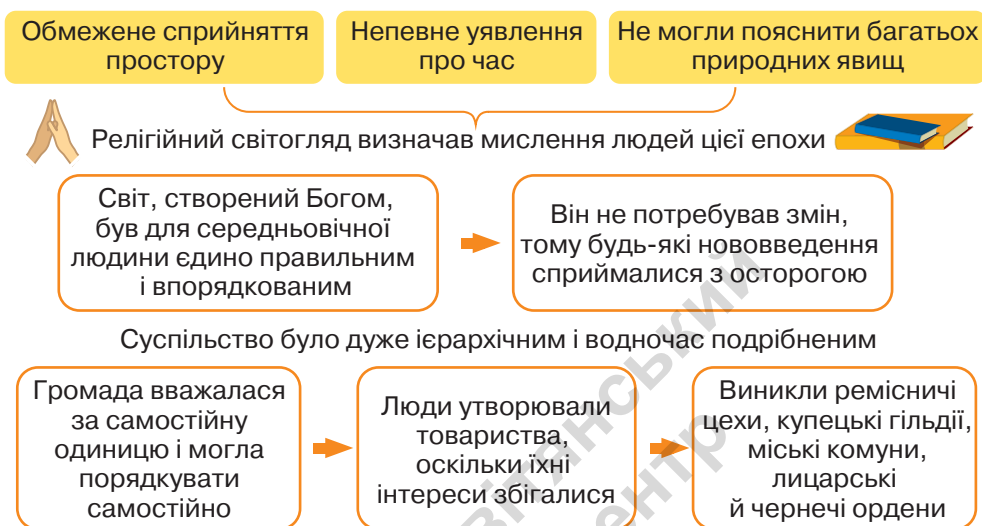 Обмежене сприйняття
простору
Непевне уявлення
про час
Не могли пояснити багатьох
природних явищ
Релігійний світогляд визначав мислення людей цієї епохи
Світ, створений Богом,
був для середньовічної
людини єдино правильним
і впорядкованим
Він не потребував змін,
тому будь-які нововведення
сприймалися з осторогою
Суспільство було дуже ієрархічним і водночас подрібненим
Громада вважалася
за самостійну
одиницю і могла
порядкувати
самостійно
Люди утворювали
товариства,
оскільки їхні
інтереси збігалися
Виникли ремісничі
цехи, купецькі гільдії,
міські комуни,
лицарські
й чернечі ордени